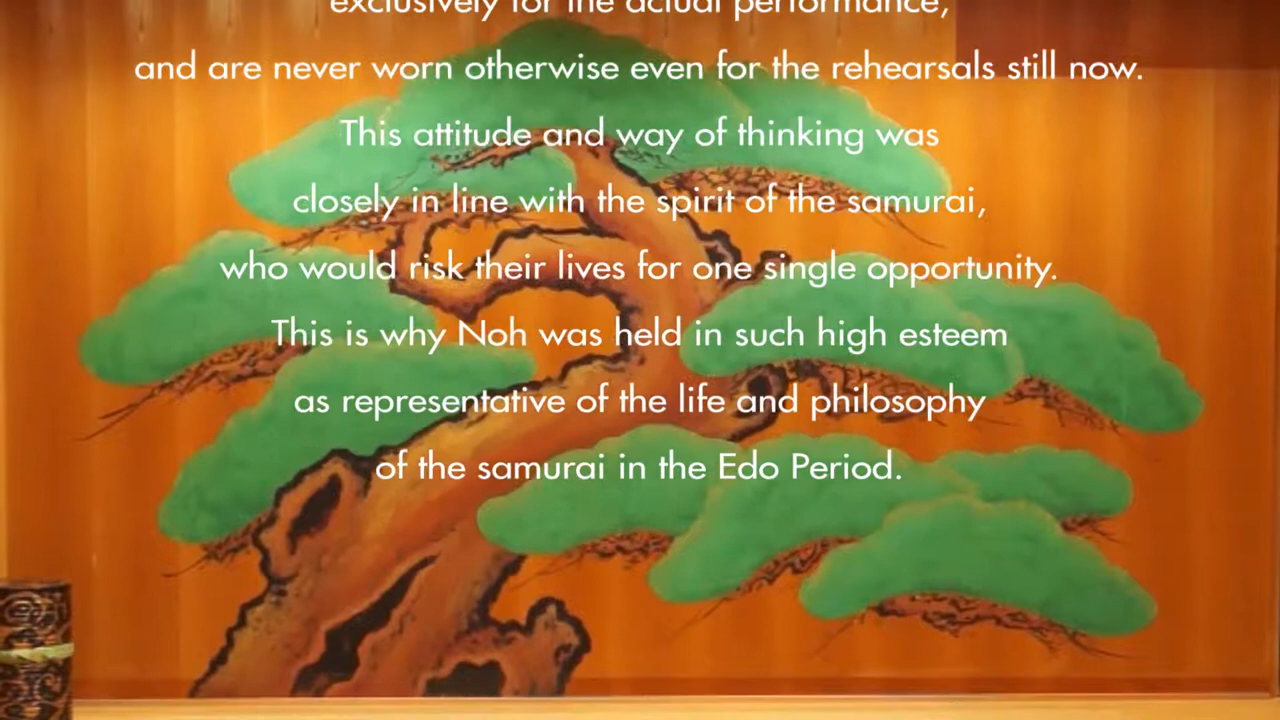 exclusively for the actual performance,
and are never worn otherwise even for the rehearsals still now.
This attitude and way of thinking was
closely in line with the spirit of the samurai,
who would risk their lives for one single opportunity.
This is why Noh was held in such high esteem
as representative of the life and philosophy
of the samurai in the Edo Period.